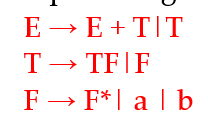 E → E + T|T
T → TF|F
F → F*| a | b